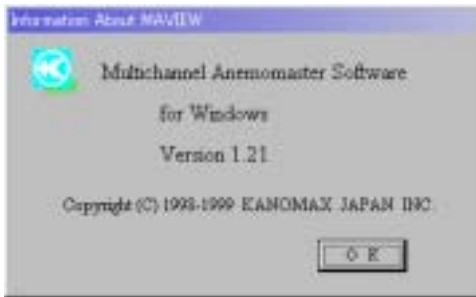 Information About MAVIEW
Multichannel Anemomaster Software
for Windows
Version 1.21
Copyright (C) 1998-1999 KANOMAX JAPAN INC.
O K